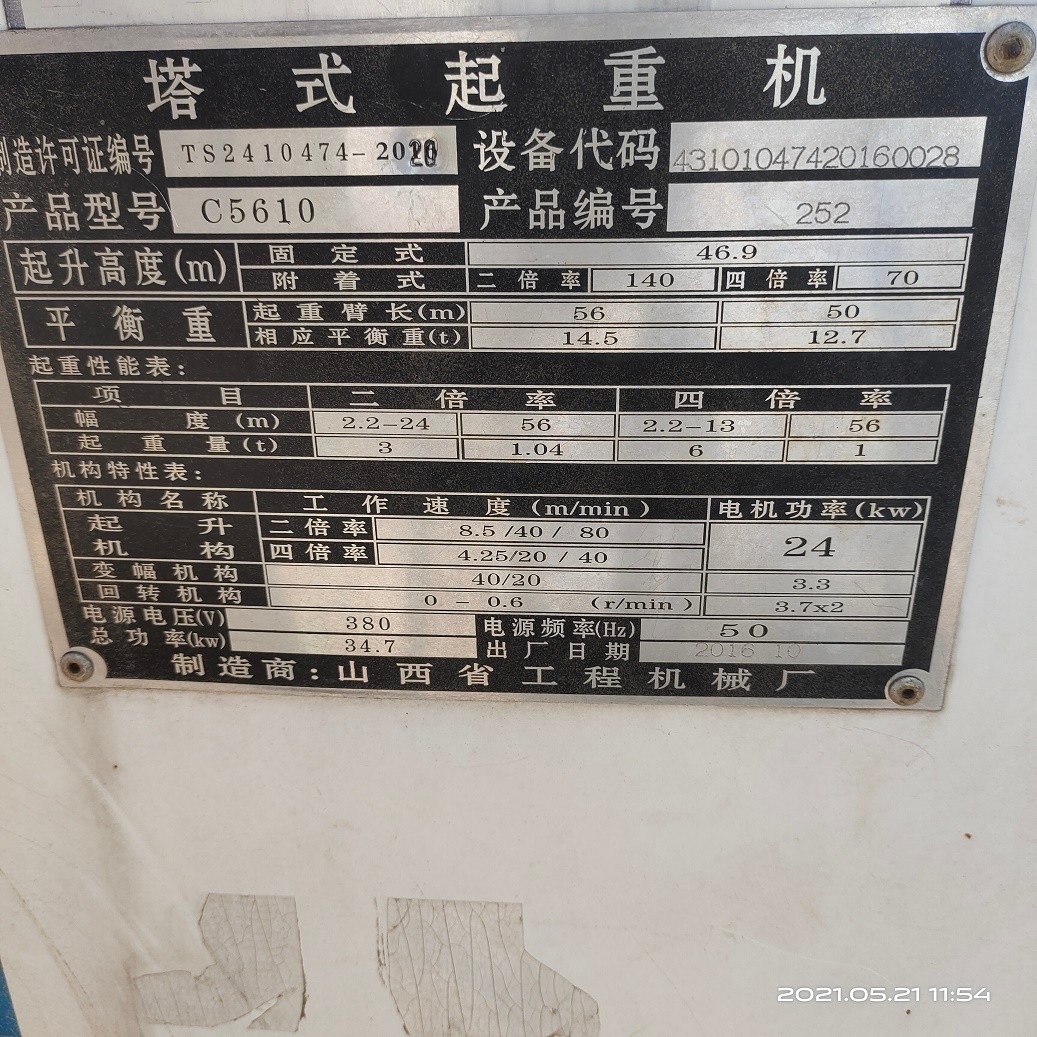 塔式起重机
制造许可证编号 TS2410474- 设备代码 43101047420160028
产品型号 C5610 产品编号 252
起升高度(m) 固定式 46.9
附着式 二倍率 140 四倍率 70
平衡重 起重臂长(m) 56 50
相应平衡重(t) 14.5 12.7
起重性能表:
项目 二倍率 四倍率
幅度(m) 2.2-24 56 2.2-13 56
起重量(t) 3 1.04 6 1
机构特性表:
机构名称 工作速度(m/min) 电机功率(kw)
起升机构 二倍率 8.5/40/80 24
四倍率 4.25/20/40
变幅机构 40/20 3.3
回转机构 0-0.6 (r/min) 3.7x2
电源电压(V) 380 电源频率(Hz) 50
总功率(kw) 34.7 出厂日期 2016 10
制造商:山西省工程机械厂
2021.05.21 11:54